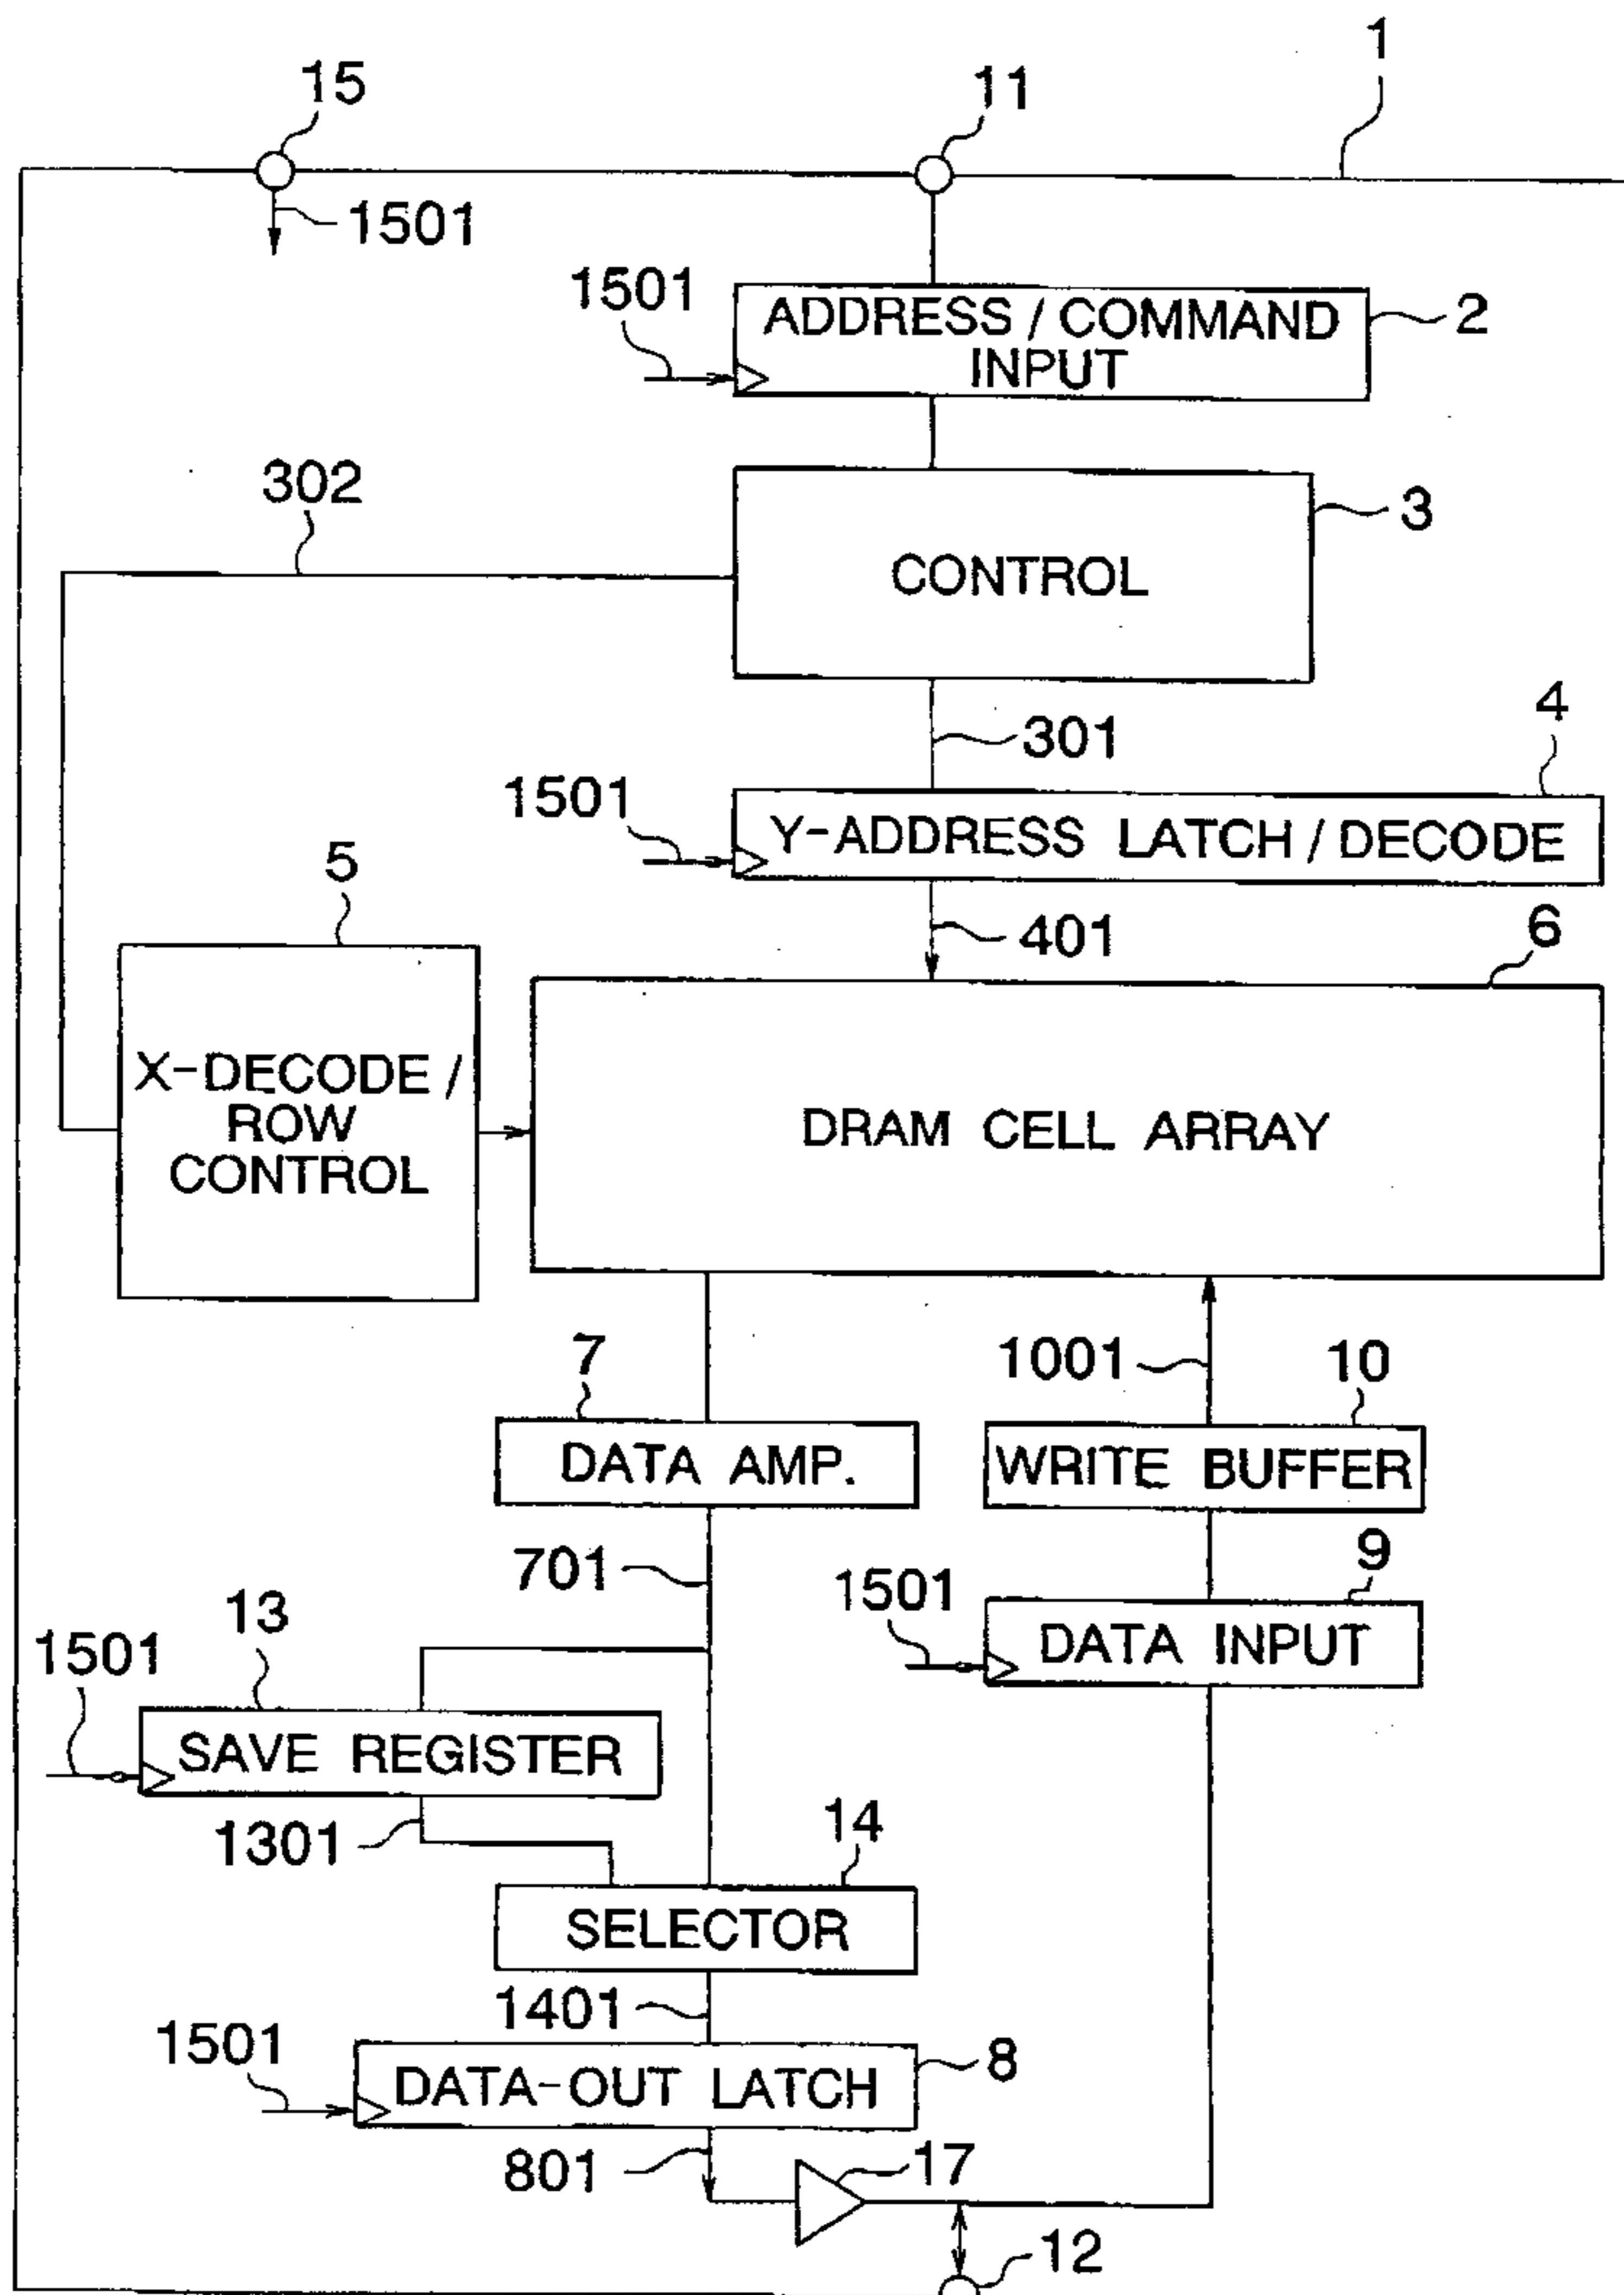 1
15
11
1501
1501
ADDRESS / COMMAND
INPUT
2
302
3
CONTROL
301
4
1501
Y-ADDRESS LATCH / DECODE
5
401
6
X-DECODE /
ROW
CONTROL
DRAM CELL ARRAY
7
1001
10
DATA AMP.
WRITE BUFFER
701
9
13
1501
1501
DATA INPUT
SAVE REGISTER
1301
14
SELECTOR
1401
1501
8
DATA-OUT LATCH
801
17
12